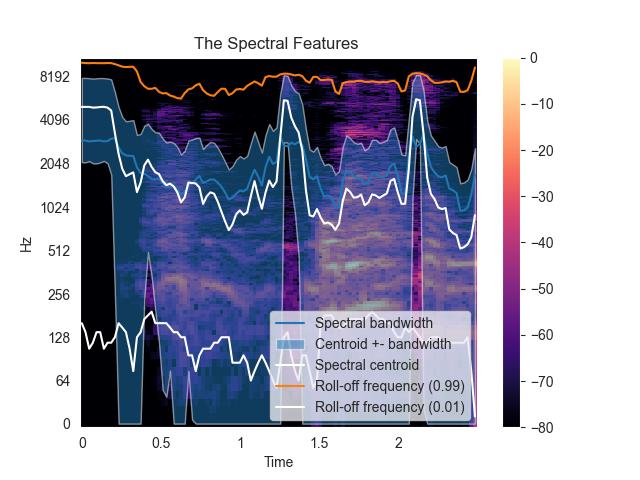 The Spectral Features
8192
4096
2048
1024
512
256
128
64
0
Hz
0
0.5
1
1.5
2
Time
Spectral bandwidth
Centroid +- bandwidth
Spectral centroid
Roll-off frequency (0.99)
Roll-off frequency (0.01)
0
−10
−20
−30
−40
−50
−60
−70
−80